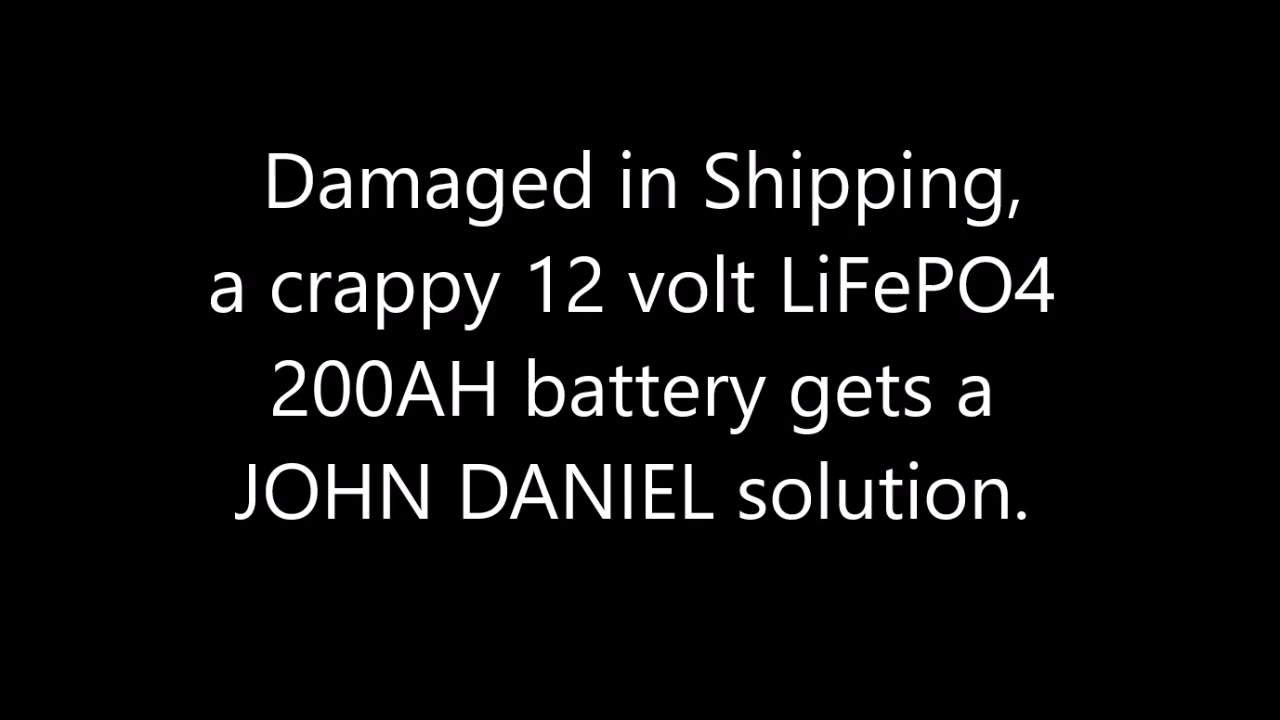 Damaged in Shipping,
a crappy 12 volt LiFePO4
200AH battery gets a
JOHN DANIEL solution.